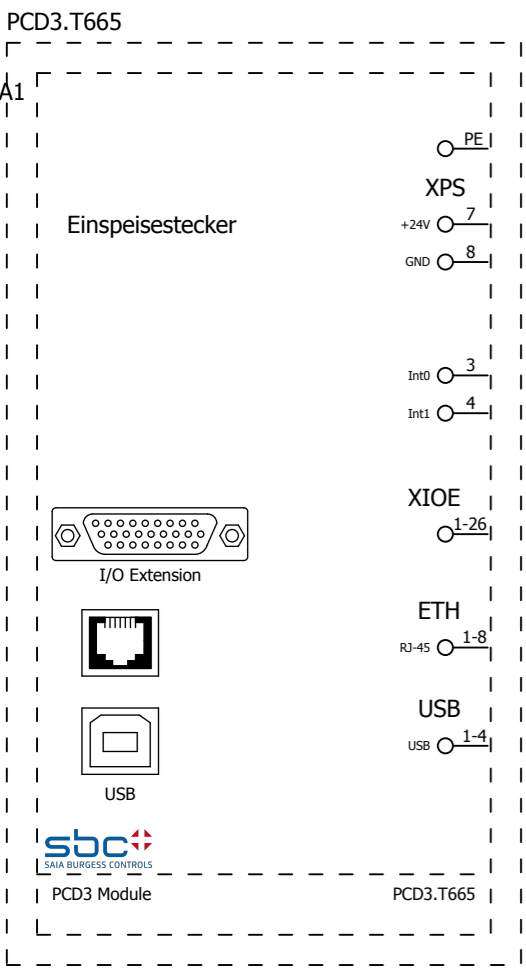 PCD3.T665
A1
PE
XPS
Einspeisestecker
+24V 7
GND 8
Int0 3
Int1 4
XIOE
1-26
I/O Extension
ETH
RJ-45 1-8
USB
USB 1-4
USB
sbc
SAIA BURGESS CONTROLS
PCD3 Module PCD3.T665